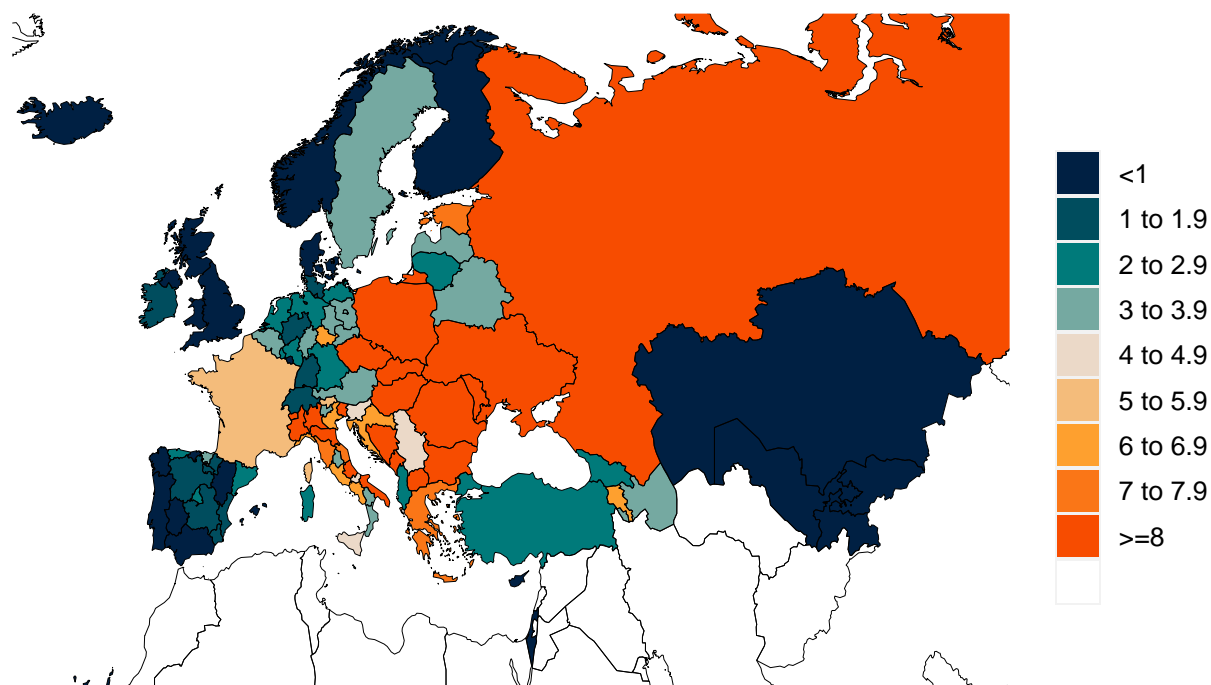 <1
1 to 1.9
2 to 2.9
3 to 3.9
4 to 4.9
5 to 5.9
6 to 6.9
7 to 7.9
>=8